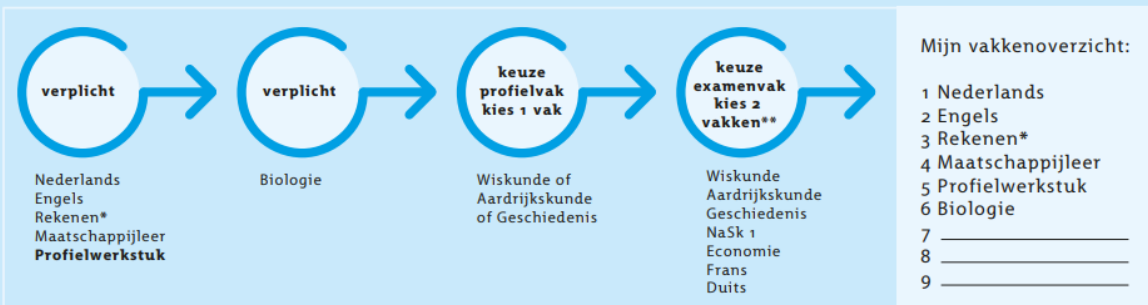 verplicht
Nederlands
Engels
Rekenen*
Maatschappijleer
Profielwerkstuk
verplicht
Biologie
keuze
profielvak
kies 1 vak
Wiskunde of
Aardrijkskunde
of Geschiedenis
keuze
examenvak
kies 2
vakken**
Wiskunde
Aardrijkskunde
Geschiedenis
NaSk 1
Economie
Frans
Duits
Mijn vakkenoverzicht:
1 Nederlands
2 Engels
3 Rekenen*
4 Maatschappijleer
5 Profielwerkstuk
6 Biologie
7
8
9